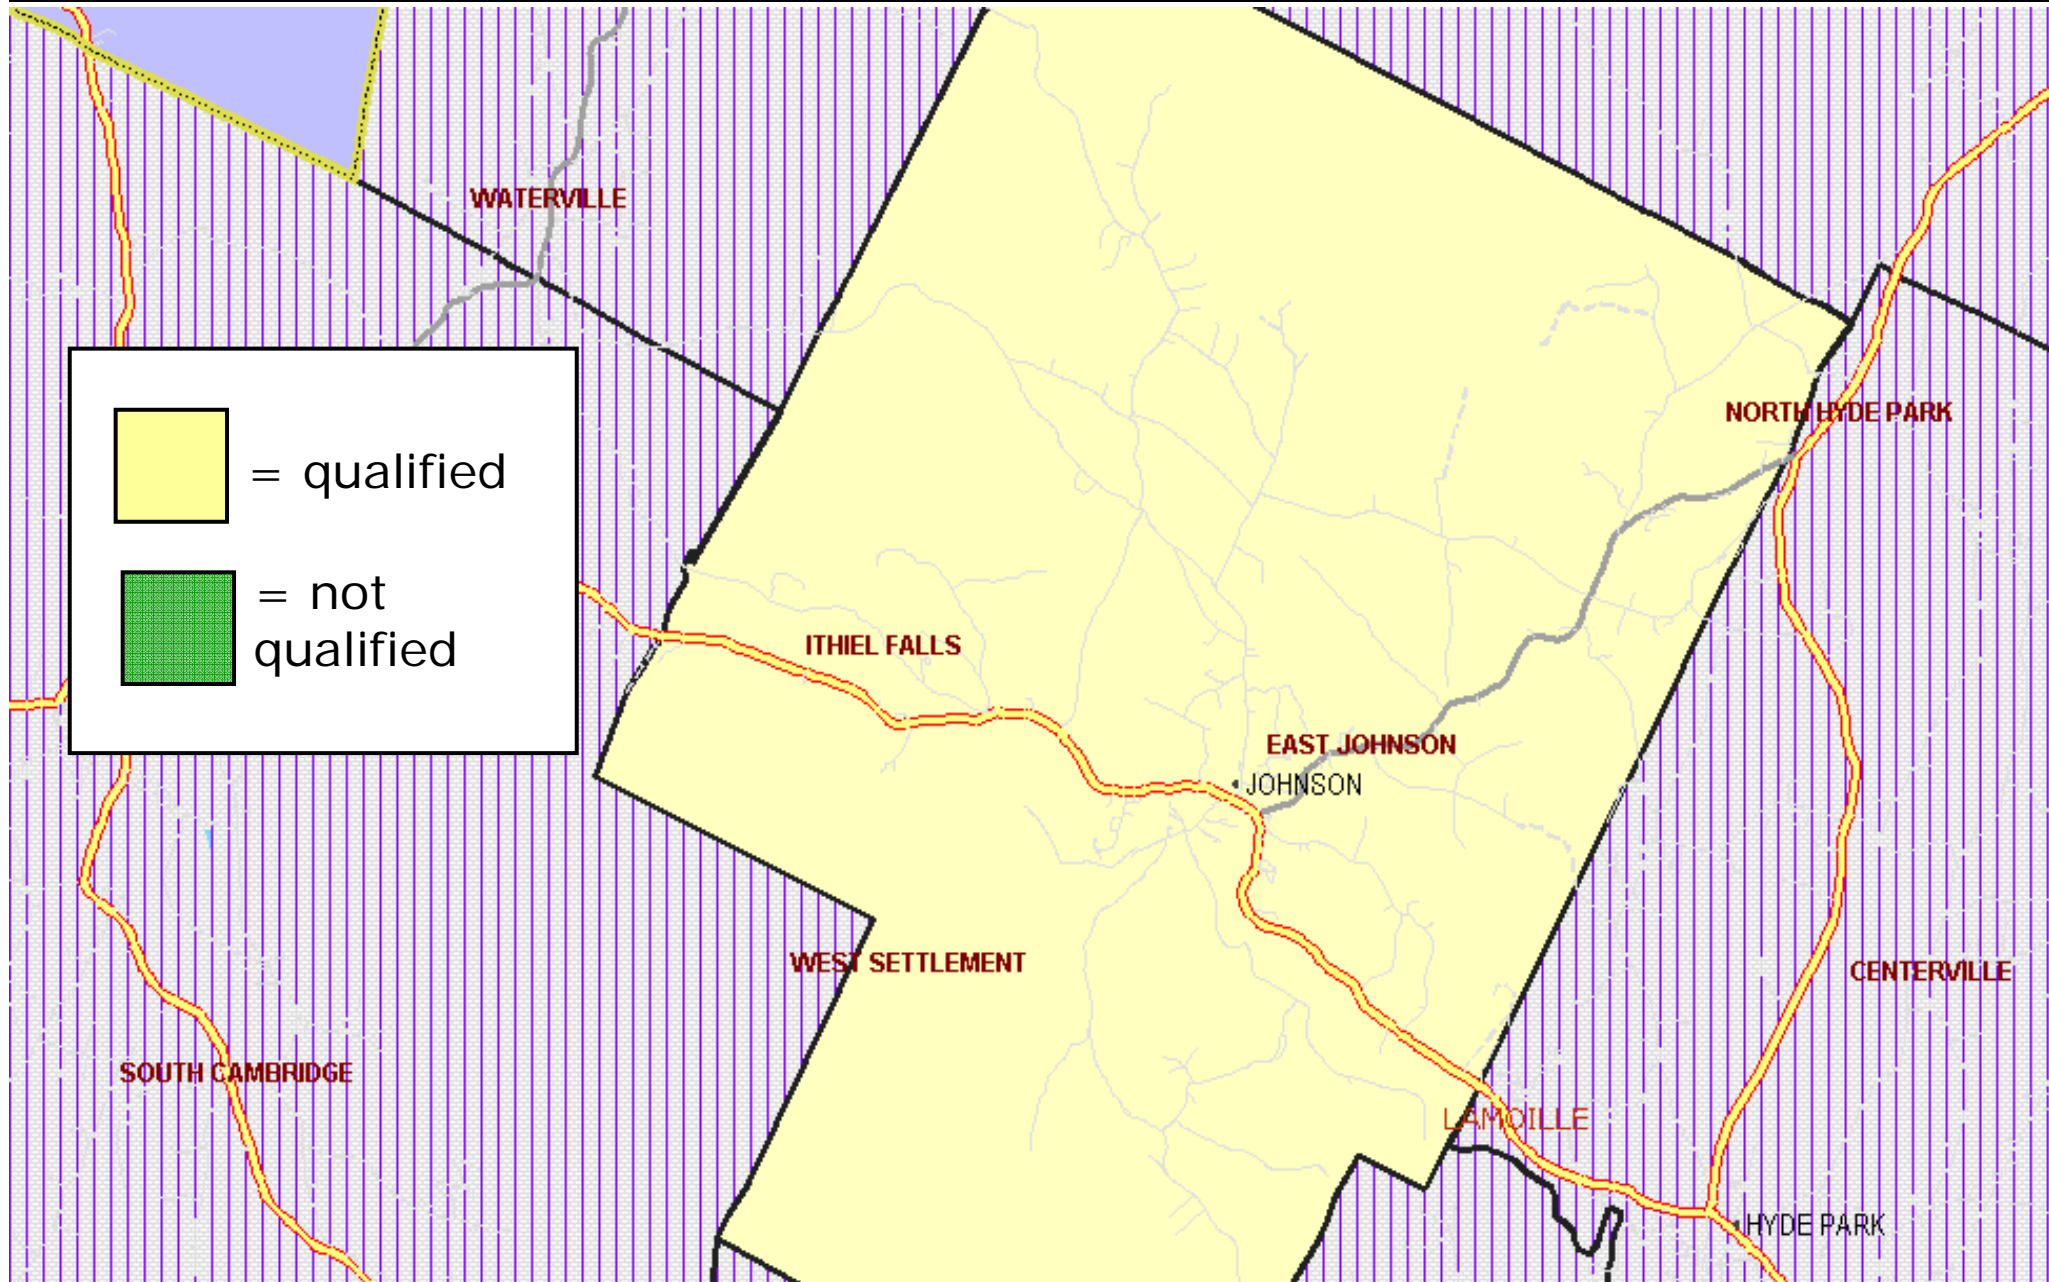 WATERVILLE
NORTH HYDE PARK
= qualified
= not
qualified
ITHIEL FALLS
EAST JOHNSON
JOHNSON
WEST SETTLEMENT
CENTERVILLE
SOUTH CAMBRIDGE
LAMOILLE
HYDE PARK